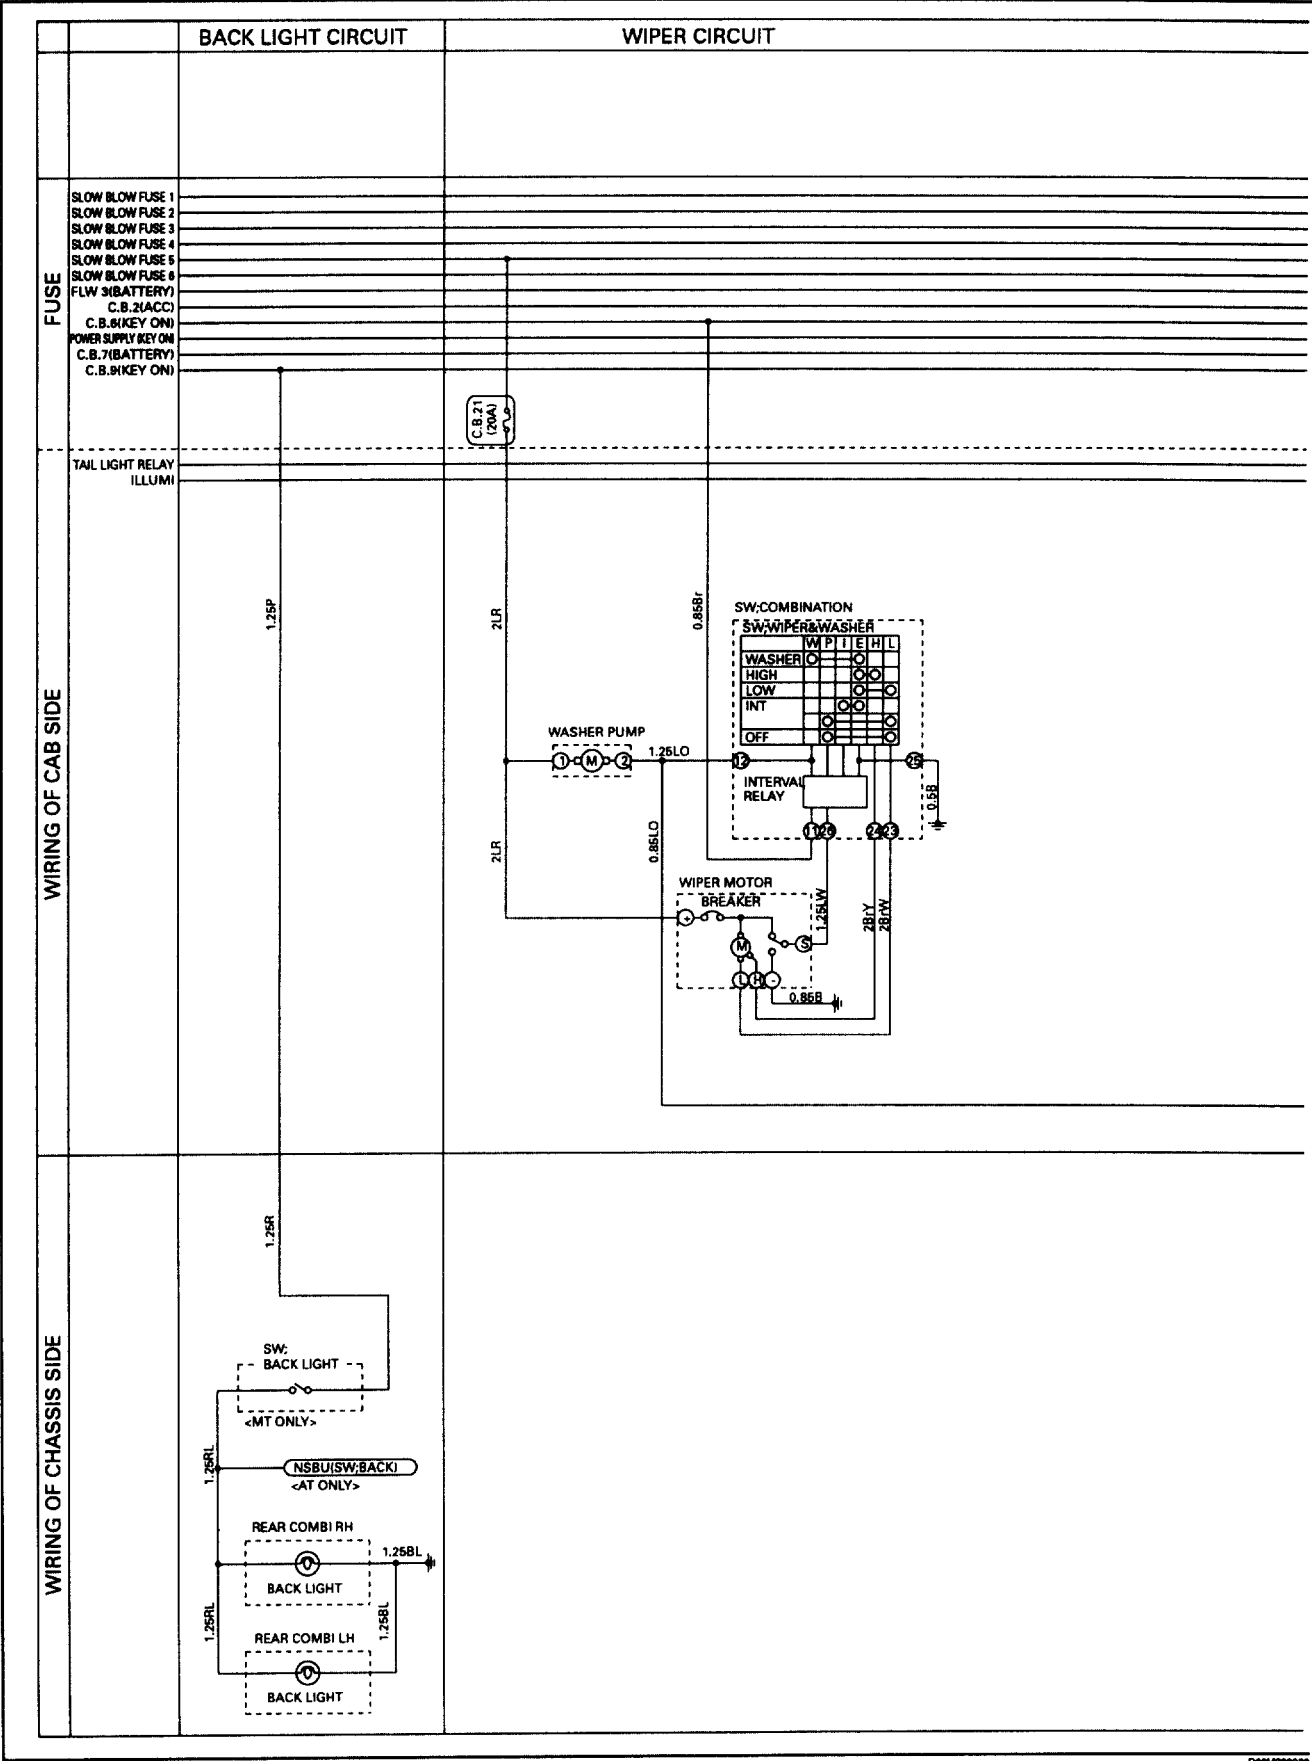 BACK LIGHT CIRCUIT
WIPER CIRCUIT
FUSE
SLOW BLOW FUSE 1
SLOW BLOW FUSE 2
SLOW BLOW FUSE 3
SLOW BLOW FUSE 4
SLOW BLOW FUSE 5
SLOW BLOW FUSE 6
FLW 3(BATTERY)
C.B.2(ACC)
C.B.8(KEY ON)
POWER SUPPLY (KEY ON)
C.B.7(BATTERY)
C.B.9(KEY ON)
C.B.21
(20A)
TAIL LIGHT RELAY
ILLUMI
WIRING OF CAB SIDE
1.25P
2LR
0.85Br
SW;COMBINATION
SW;WIPER&WASHER
W P I E H L
WASHER
HIGH
LOW
INT
OFF
WASHER PUMP
1 M 2
1.25LO
12
25
INTERVAL
RELAY
0.5B
11 26 24 23
2LR
0.85LO
WIPER MOTOR
BREAKER
1.25LW
2BrY
2BrW
+
M
S
L H -
0.85B
WIRING OF CHASSIS SIDE
1.25R
SW;
BACK LIGHT
<MT ONLY>
1.25RL
NSBU(SW;BACK)
<AT ONLY>
REAR COMBI RH
1.25BL
BACK LIGHT
1.25RL
1.25BL
REAR COMBI LH
BACK LIGHT